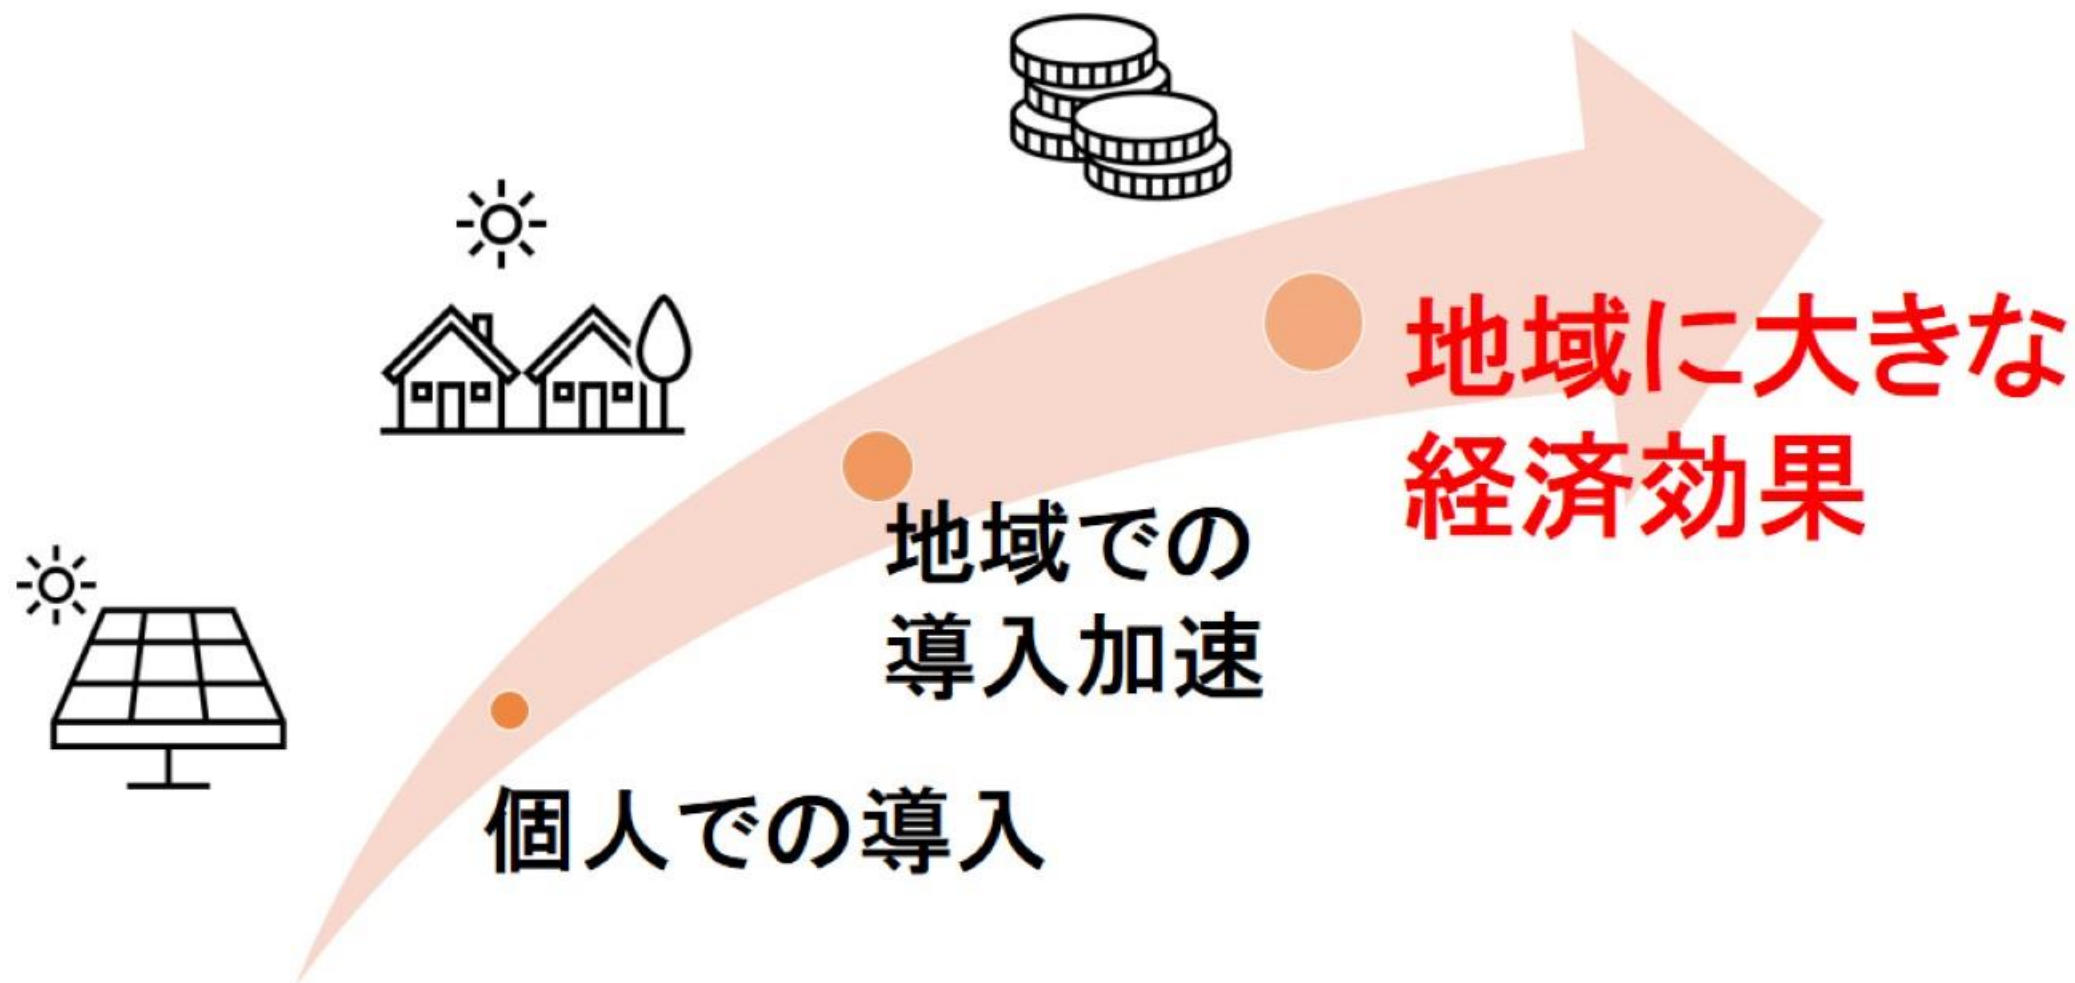 地域に大きな
経済効果
地域での
導入加速
個人での導入